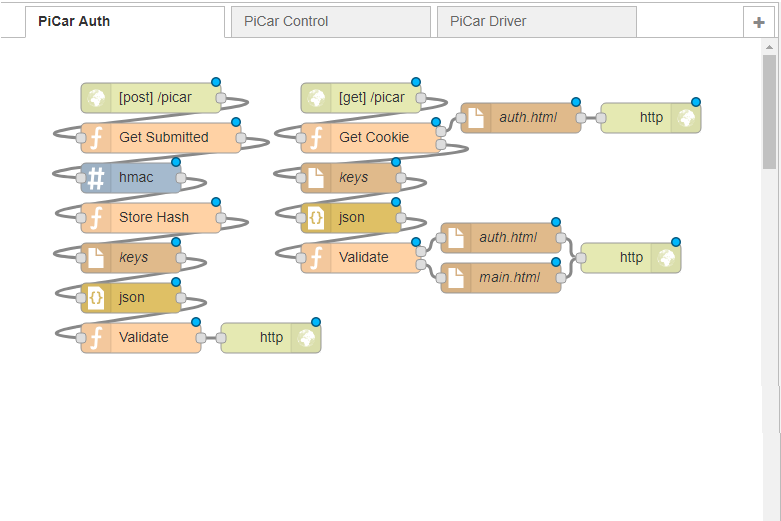 PiCar Auth
PiCar Control
PiCar Driver
[post] /picar
Get Submitted
hmac
Store Hash
keys
json
Validate
http
[get] /picar
Get Cookie
auth.html
http
keys
json
Validate
auth.html
main.html
http